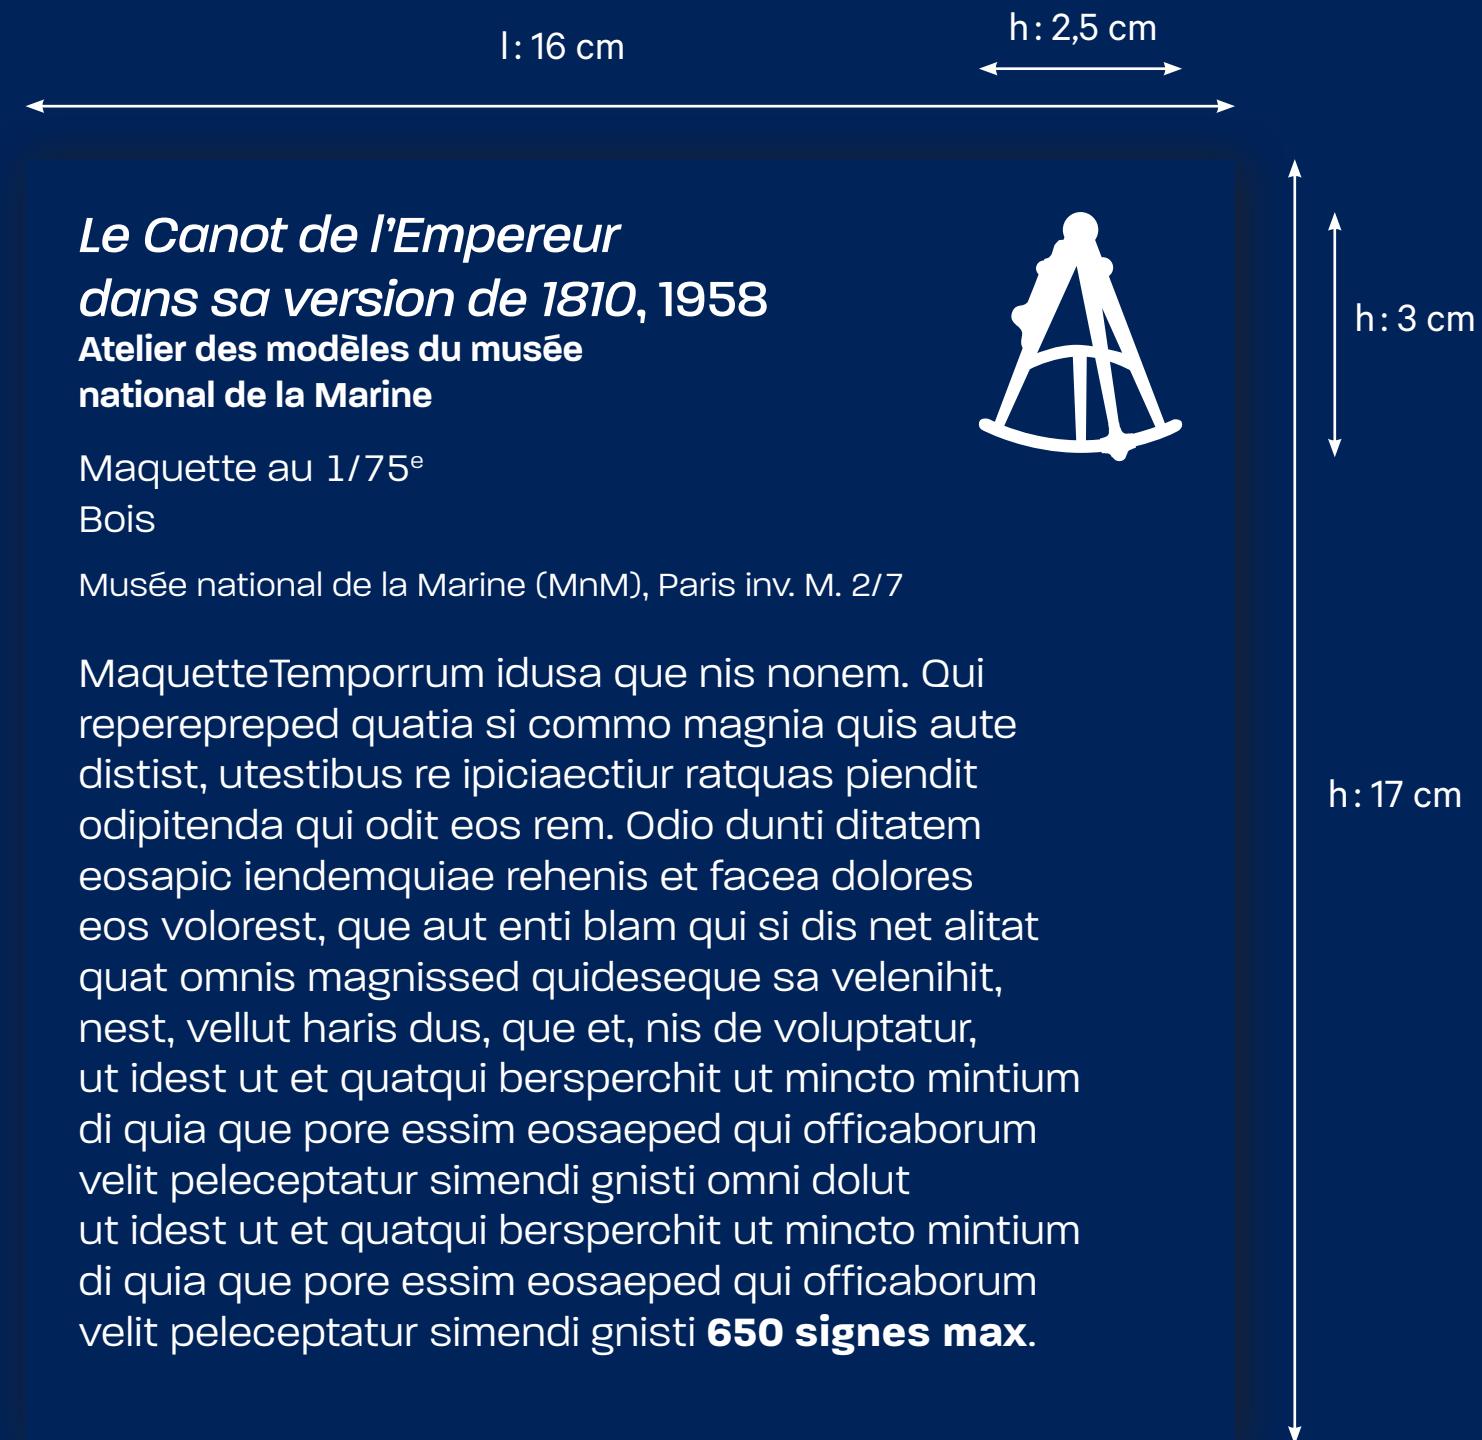 l : 16 cm
h : 2,5 cm
Le Canot de l’Empereur
dans sa version de 1810, 1958
Atelier des modèles du musée
national de la Marine
h : 3 cm
Maquette au 1/75ᵉ
Bois
Musée national de la Marine (MnM), Paris inv. M. 2/7
MaquetteTemporrum idusa que nis nonem. Qui
reperepreped quatia si commo magnia quis aute
distist, utestibus re ipiciaectiur ratquas piendit
h : 17 cm
odipitenda qui odit eos rem. Odio dunti ditatem
eosapic iendemquiae rehenis et facea dolores
eos volorest, que aut enti blam qui si dis net alitat
quat omnis magnissed quideseque sa velenihit,
nest, vellut haris dus, que et, nis de voluptatur,
ut idest ut et quatqui bersperchit ut mincto mintium
di quia que pore essim eosaeped qui officaborum
velit peleceptatur simendi gnisti omni dolut
ut idest ut et quatqui bersperchit ut mincto mintium
di quia que pore essim eosaeped qui officaborum
velit peleceptatur simendi gnisti 650 signes max.